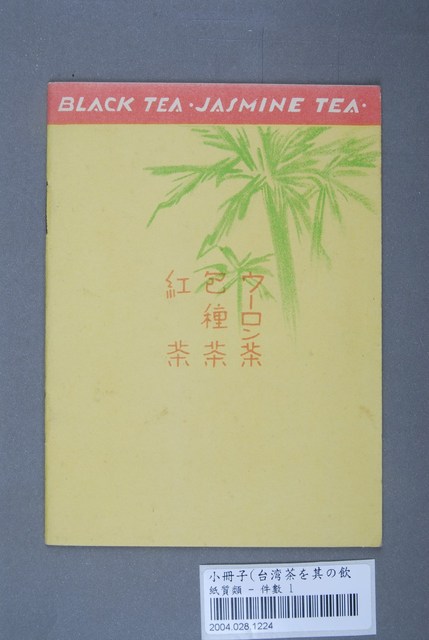 BLACK TEA · JASMINE TEA ·
ウーロン茶
包種茶
紅茶
小冊子(台湾茶を其の飲
紙質類 - 件數 1
2004.028.1224